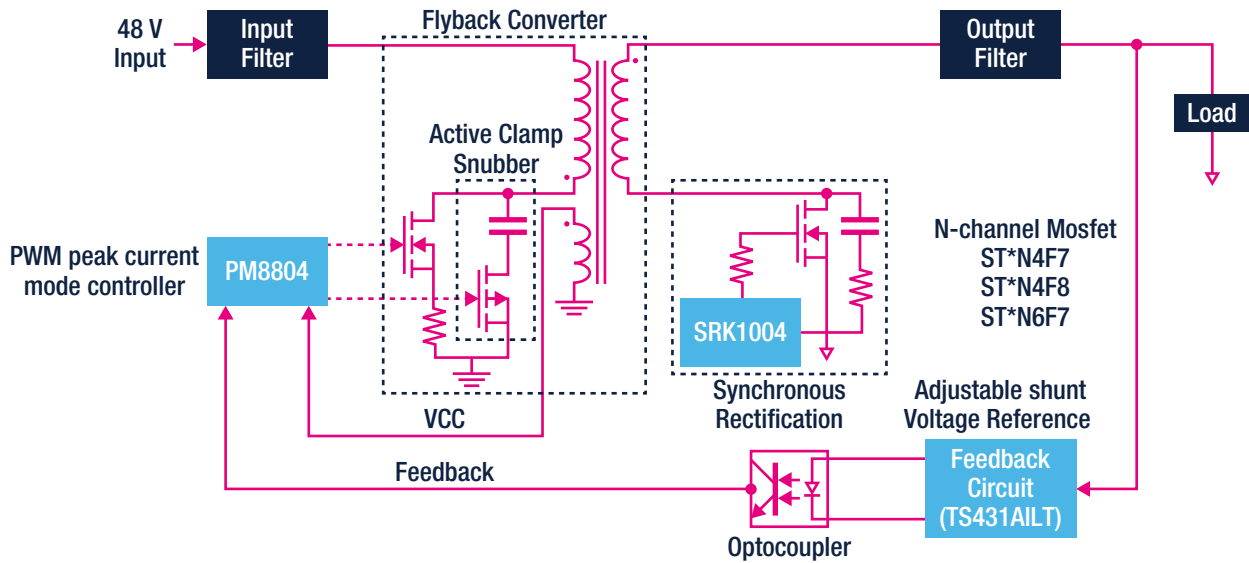 Flyback Converter
48 V
Input
Input
Filter
Output
Filter
Load
Active Clamp
Snubber
PWM peak current
mode controller
PM8804
N-channel Mosfet
ST*N4F7
ST*N4F8
ST*N6F7
SRK1004
Synchronous
Rectification
Adjustable shunt
Voltage Reference
VCC
Feedback
Feedback
Circuit
(TS431AILT)
Optocoupler